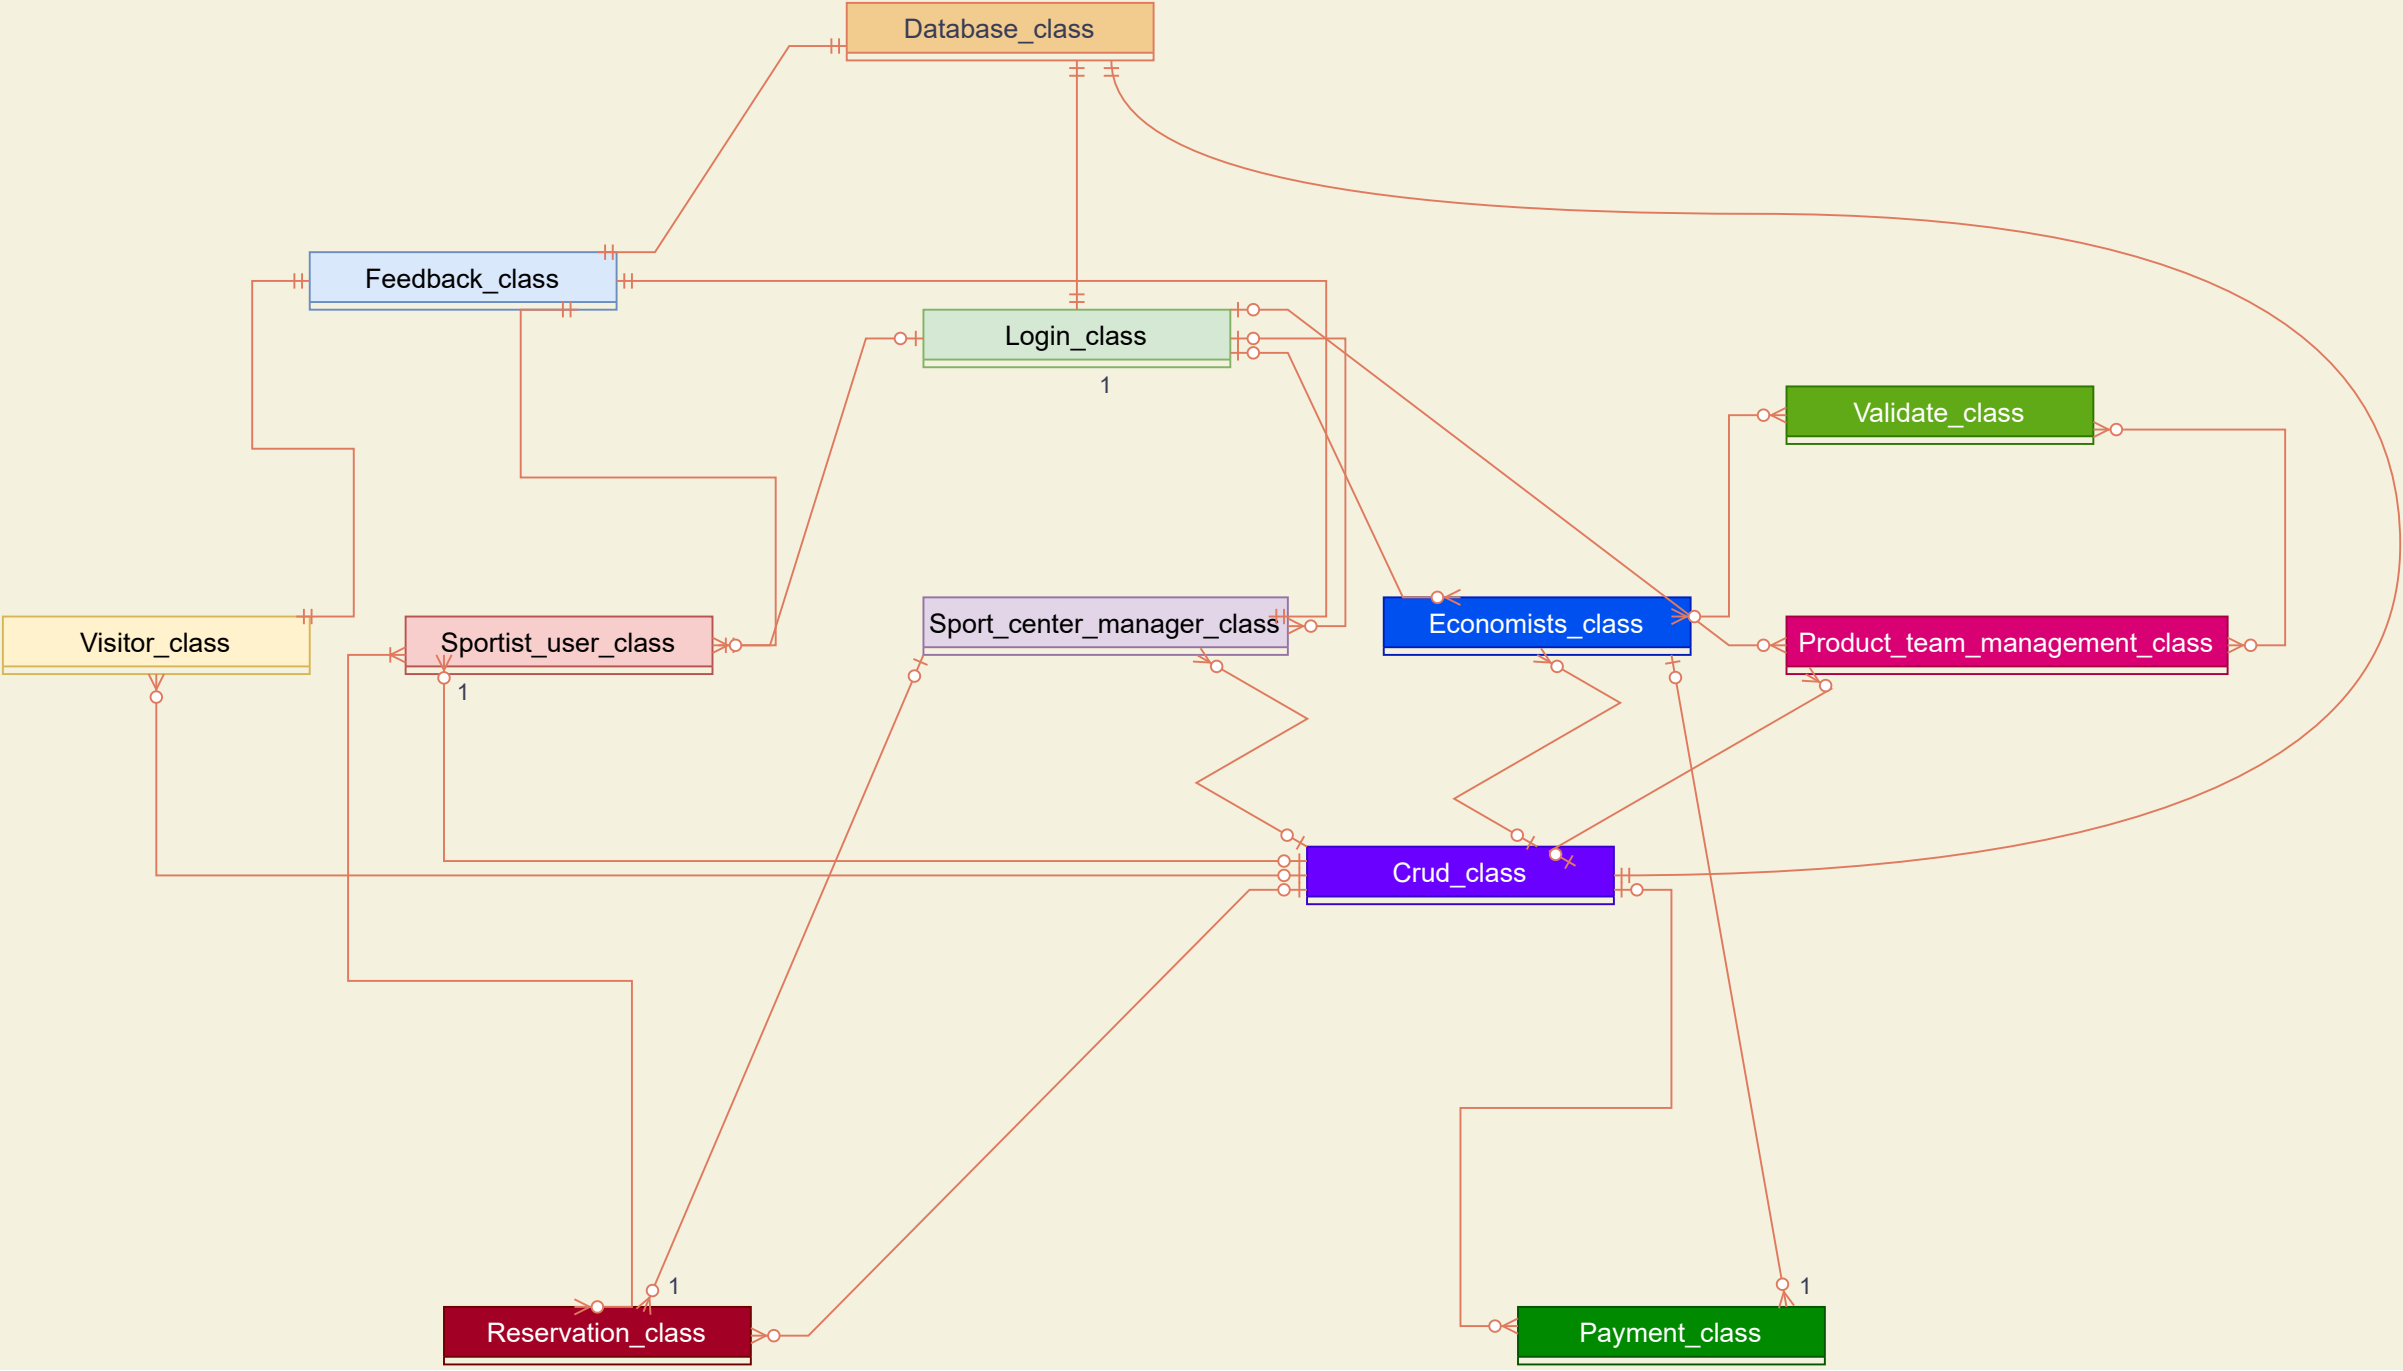 Database_class
Feedback_class
Login_class
1
Validate_class
Visitor_class
Sportist_user_class
Sport_center_manager_class
Economists_class
Product_team_management_class
1
Crud_class
1
1
Reservation_class
Payment_class